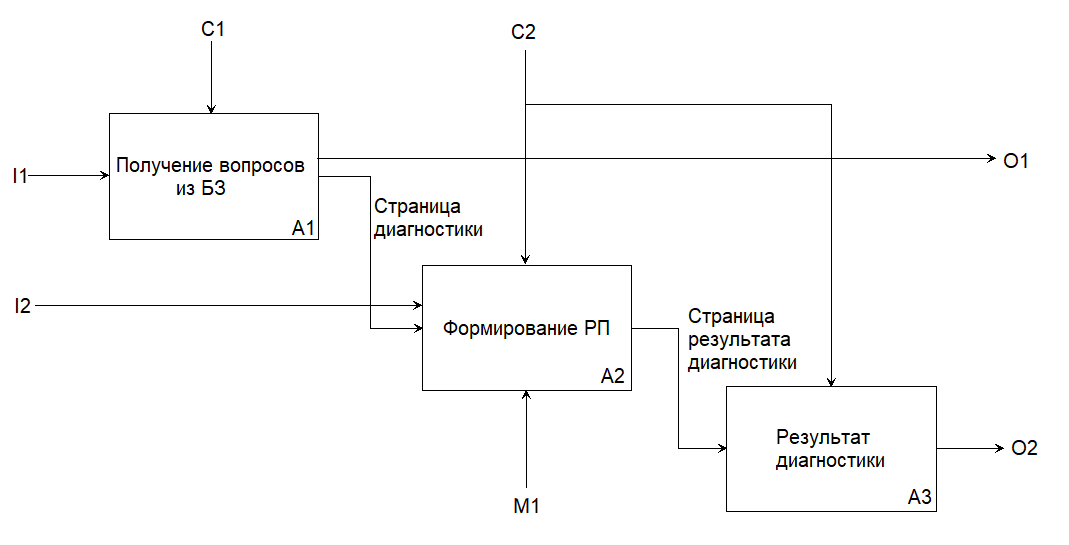 C1
C2
Получение вопросов
из БЗ
A1
I1
O1
Страница
диагностики
I2
Формирование РП
A2
Страница
результата
диагностики
Результат
диагностики
A3
O2
M1